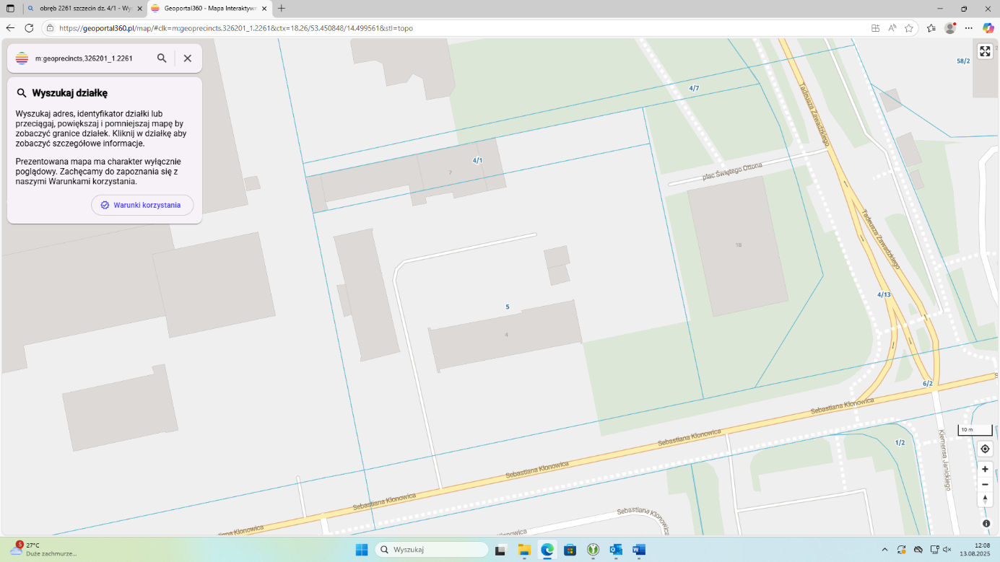 obręb 2261 szczecin dz. 4/1 - Wys
Geoportal360 - Mapa Interaktywn
https://geoportal360.pl/map/#clk=m:geoprecincts.326201_1.2261&ctx=18.26/53.450848/14.499561&stl=topo
m:geoprecincts,326201_1.2261
Wyszukaj działkę
Wyszukaj adres, identyfikator działki lub
przeciągaj, powiększaj i pomniejszaj mapę by
zobaczyć granice działek. Kliknij w działkę aby
zobaczyć szczegółowe informacje.
Prezentowana mapa ma charakter wyłącznie
poglądowy. Zachęcamy do zapoznania się z
naszymi Warunkami korzystania.
Warunki korzystania
58/2
4/7
Tadeusza Zawadzkiego
4/1
7
plac Świętego Ottona
Tadeusza Zawadzkiego
18
4/13
5
4
6/2
Sebastiana Klonowica
Sebastiana Klonowica
Sebastiana Klonowica
Sebastiana Klonowica
Sebastiana Klonowica
Klemensa Janickiego
1/2
10 m
5
27°C
Duże zachmurze...
Wyszukaj
12:08
13.08.2025